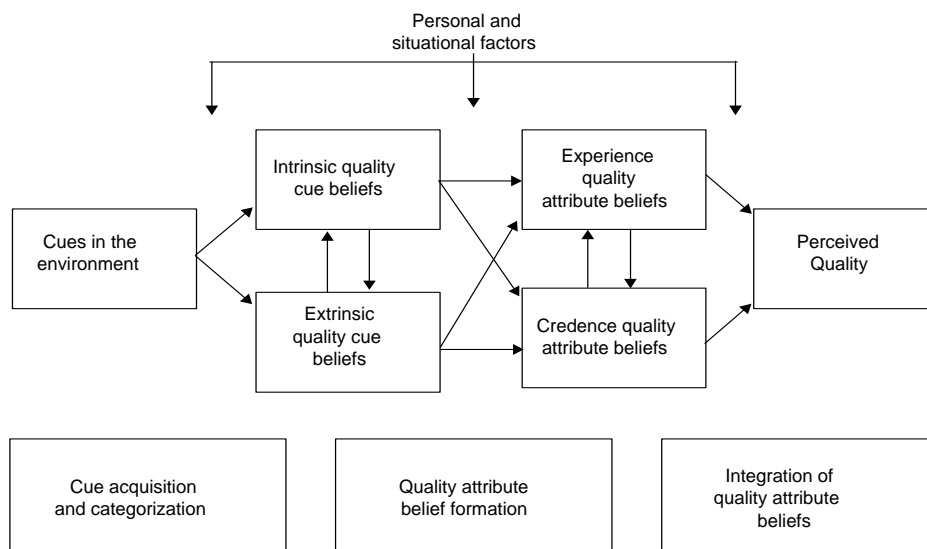 Personal and
situational factors
Intrinsic quality
cue beliefs
Experience
quality
attribute beliefs
Cues in the
environment
Perceived
Quality
Extrinsic
quality cue
beliefs
Credence quality
attribute beliefs
Cue acquisition
and categorization
Quality attribute
belief formation
Integration of
quality attribute
beliefs